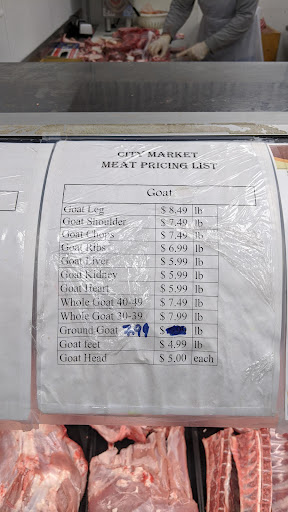 CITY MARKET
MEAT PRICING LIST
Goat
Goat Leg $ 8.49 lb
Goat Shoulder $ 7.49 lb
Goat Chops $ 7.49 lb
Goat Ribs $ 6.99 lb
Goat Liver $ 5.99 lb
Goat Kidney $ 5.99 lb
Goat Heart $ 5.99 lb
Whole Goat 40-49 $ 7.49 lb
Whole Goat 30-39 $ 7.99 lb
Ground Goat 7.99 $ lb
Goat feet $ 4.99 lb
Goat Head $ 5.00 each